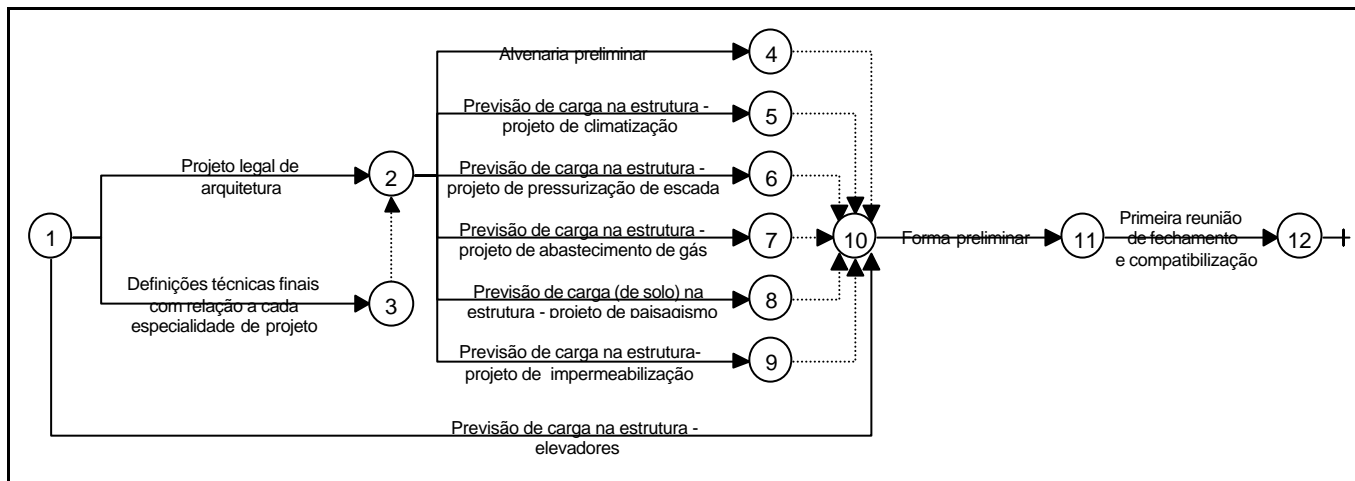 4
Alvenaria preliminar
Previsão de carga na estrutura -
projeto de climatização
5
Projeto legal de
arquitetura
2
Previsão de carga na estrutura -
projeto de pressurização de escada
6
1
Previsão de carga na estrutura -
projeto de abastecimento de gás
7
10
Forma preliminar
11
Primeira reunião
de fechamento
e compatibilização
12
Definições técnicas finais
com relação a cada
especialidade de projeto
3
Previsão de carga (de solo) na
estrutura - projeto de paisagismo
8
Previsão de carga na estrutura-
projeto de impermeabilização
9
Previsão de carga na estrutura -
elevadores